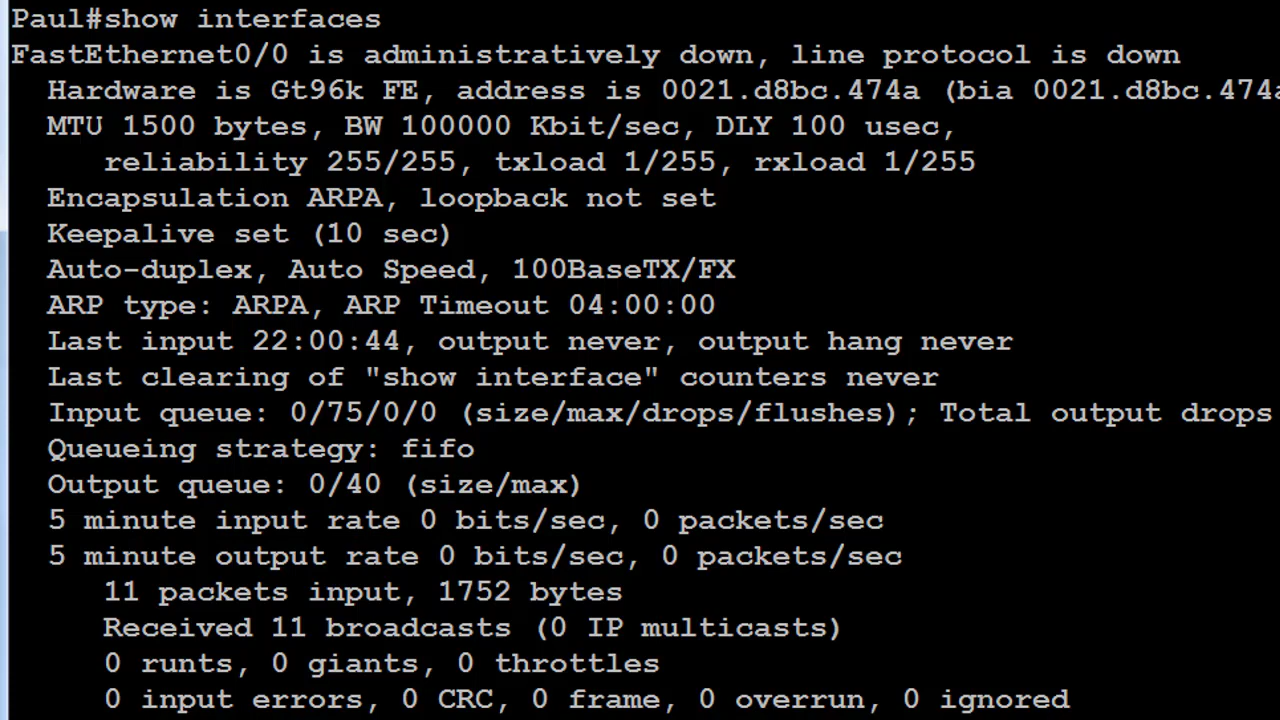 Paul#show interfaces
FastEthernet0/0 is administratively down, line protocol is down
Hardware is Gt96k FE, address is 0021.d8bc.474a (bia 0021.d8bc.474a
MTU 1500 bytes, BW 100000 Kbit/sec, DLY 100 usec,
reliability 255/255, txload 1/255, rxload 1/255
Encapsulation ARPA, loopback not set
Keepalive set (10 sec)
Auto-duplex, Auto Speed, 100BaseTX/FX
ARP type: ARPA, ARP Timeout 04:00:00
Last input 22:00:44, output never, output hang never
Last clearing of "show interface" counters never
Input queue: 0/75/0/0 (size/max/drops/flushes); Total output drops
Queueing strategy: fifo
Output queue: 0/40 (size/max)
5 minute input rate 0 bits/sec, 0 packets/sec
5 minute output rate 0 bits/sec, 0 packets/sec
11 packets input, 1752 bytes
Received 11 broadcasts (0 IP multicasts)
0 runts, 0 giants, 0 throttles
0 input errors, 0 CRC, 0 frame, 0 overrun, 0 ignored